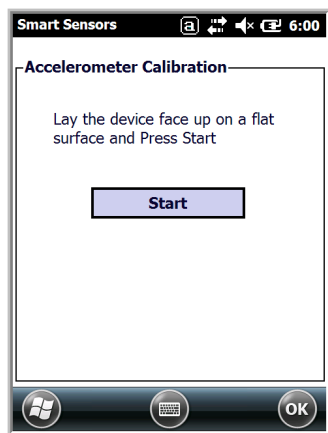 Smart Sensors a 6:00
Accelerometer Calibration
Lay the device face up on a flat
surface and Press Start
Start
OK